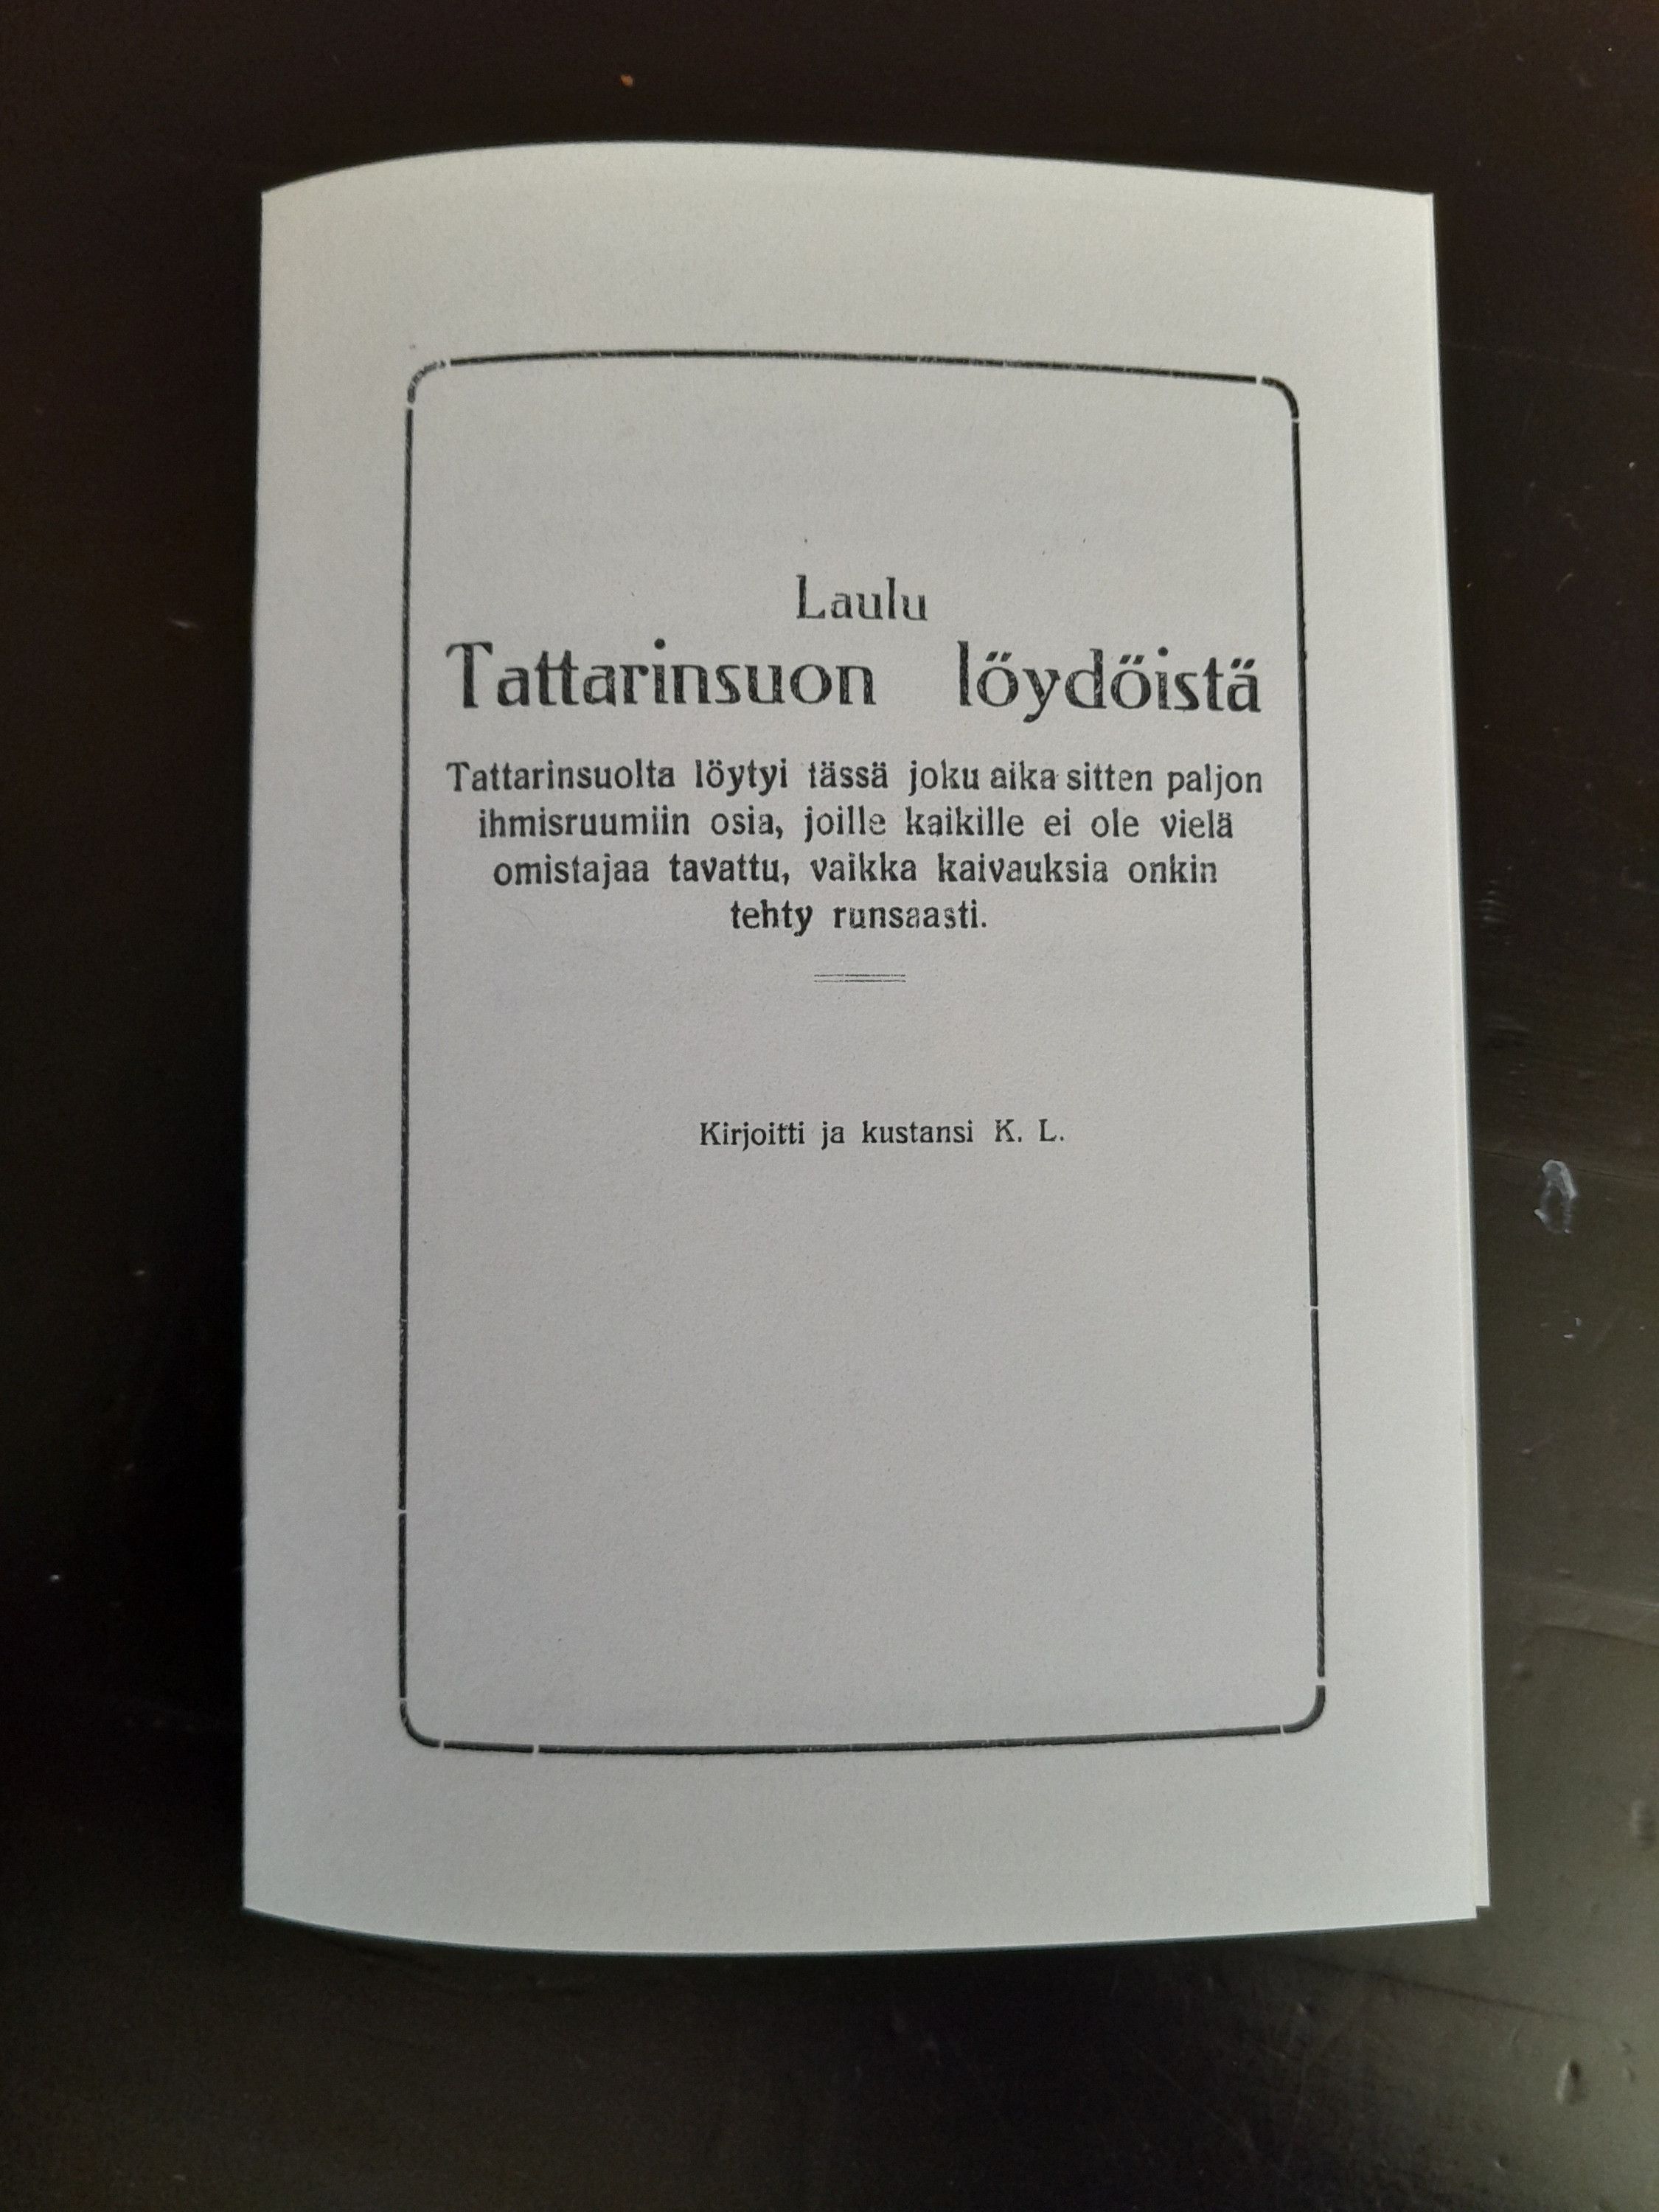 Laulu
Tattarinsuon löydöistä
Tattarinsuolta löytyi tässä joku aika sitten paljon
ihmisruumiin osia, joille kaikille ei ole vielä
omistajaa tavattu, vaikka kaivauksia onkin
tehty runsaasti.
Kirjoitti ja kustansi K. L.